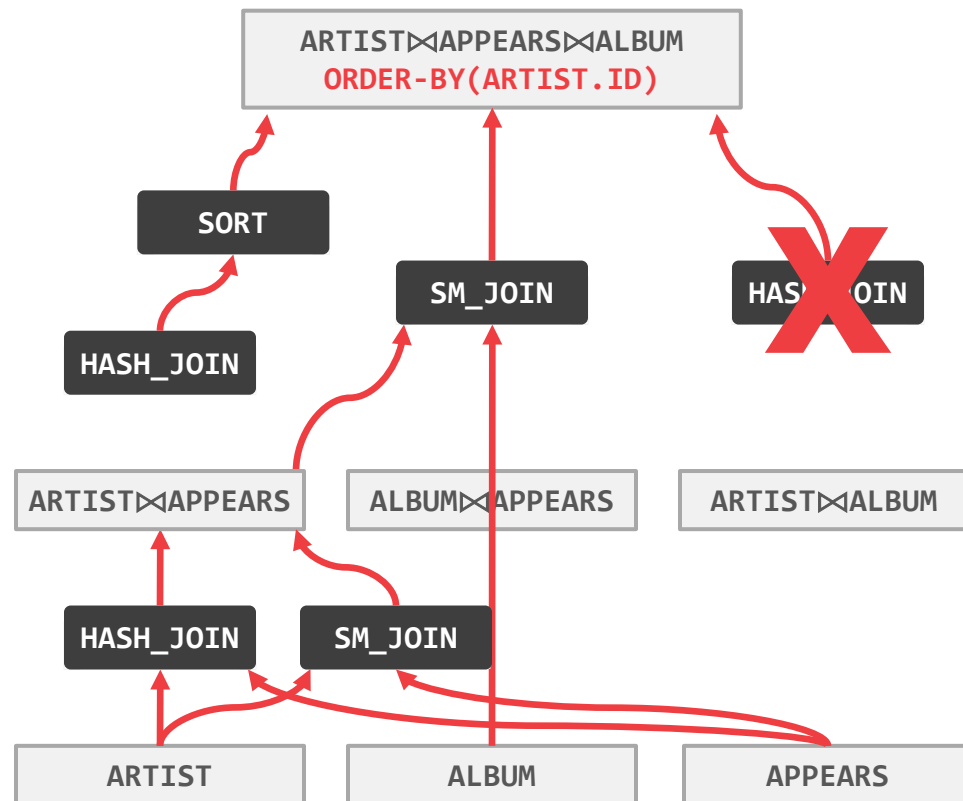 ARTIST⋈APPEARS⋈ALBUM
ORDER-BY(ARTIST.ID)
SORT
SM_JOIN
HASH_JOIN
HASH_JOIN
ARTIST⋈APPEARS
ALBUM⋈APPEARS
ARTIST⋈ALBUM
HASH_JOIN
SM_JOIN
ARTIST
ALBUM
APPEARS